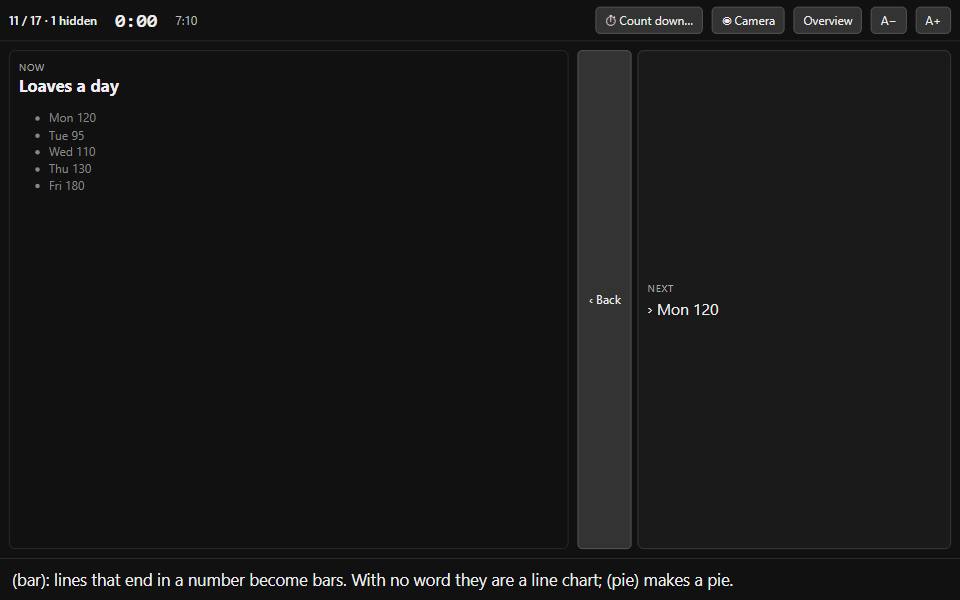 11 / 17 · 1 hidden 0:00 7:10 ⏱ Count down... ◉ Camera Overview A− A+
NOW
Loaves a day
• Mon 120
• Tue 95
• Wed 110
• Thu 130
• Fri 180
‹ Back
NEXT
› Mon 120
(bar): lines that end in a number become bars. With no word they are a line chart; (pie) makes a pie.